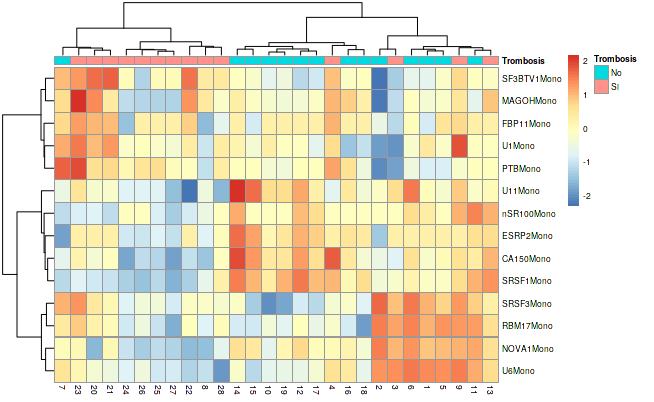 Trombosis
SF3BTV1Mono
MAGOHMono
FBP11Mono
U1Mono
PTBMono
U11Mono
nSR100Mono
ESRP2Mono
CA150Mono
SRSF1Mono
SRSF3Mono
RBM17Mono
NOVA1Mono
U6Mono
7 23 20 21 24 26 25 27 22 8 28 14 15 10 19 12 17 4 16 18 2 3 6 1 5 9 11 13
2
1
0
-1
-2
Trombosis
No
SI